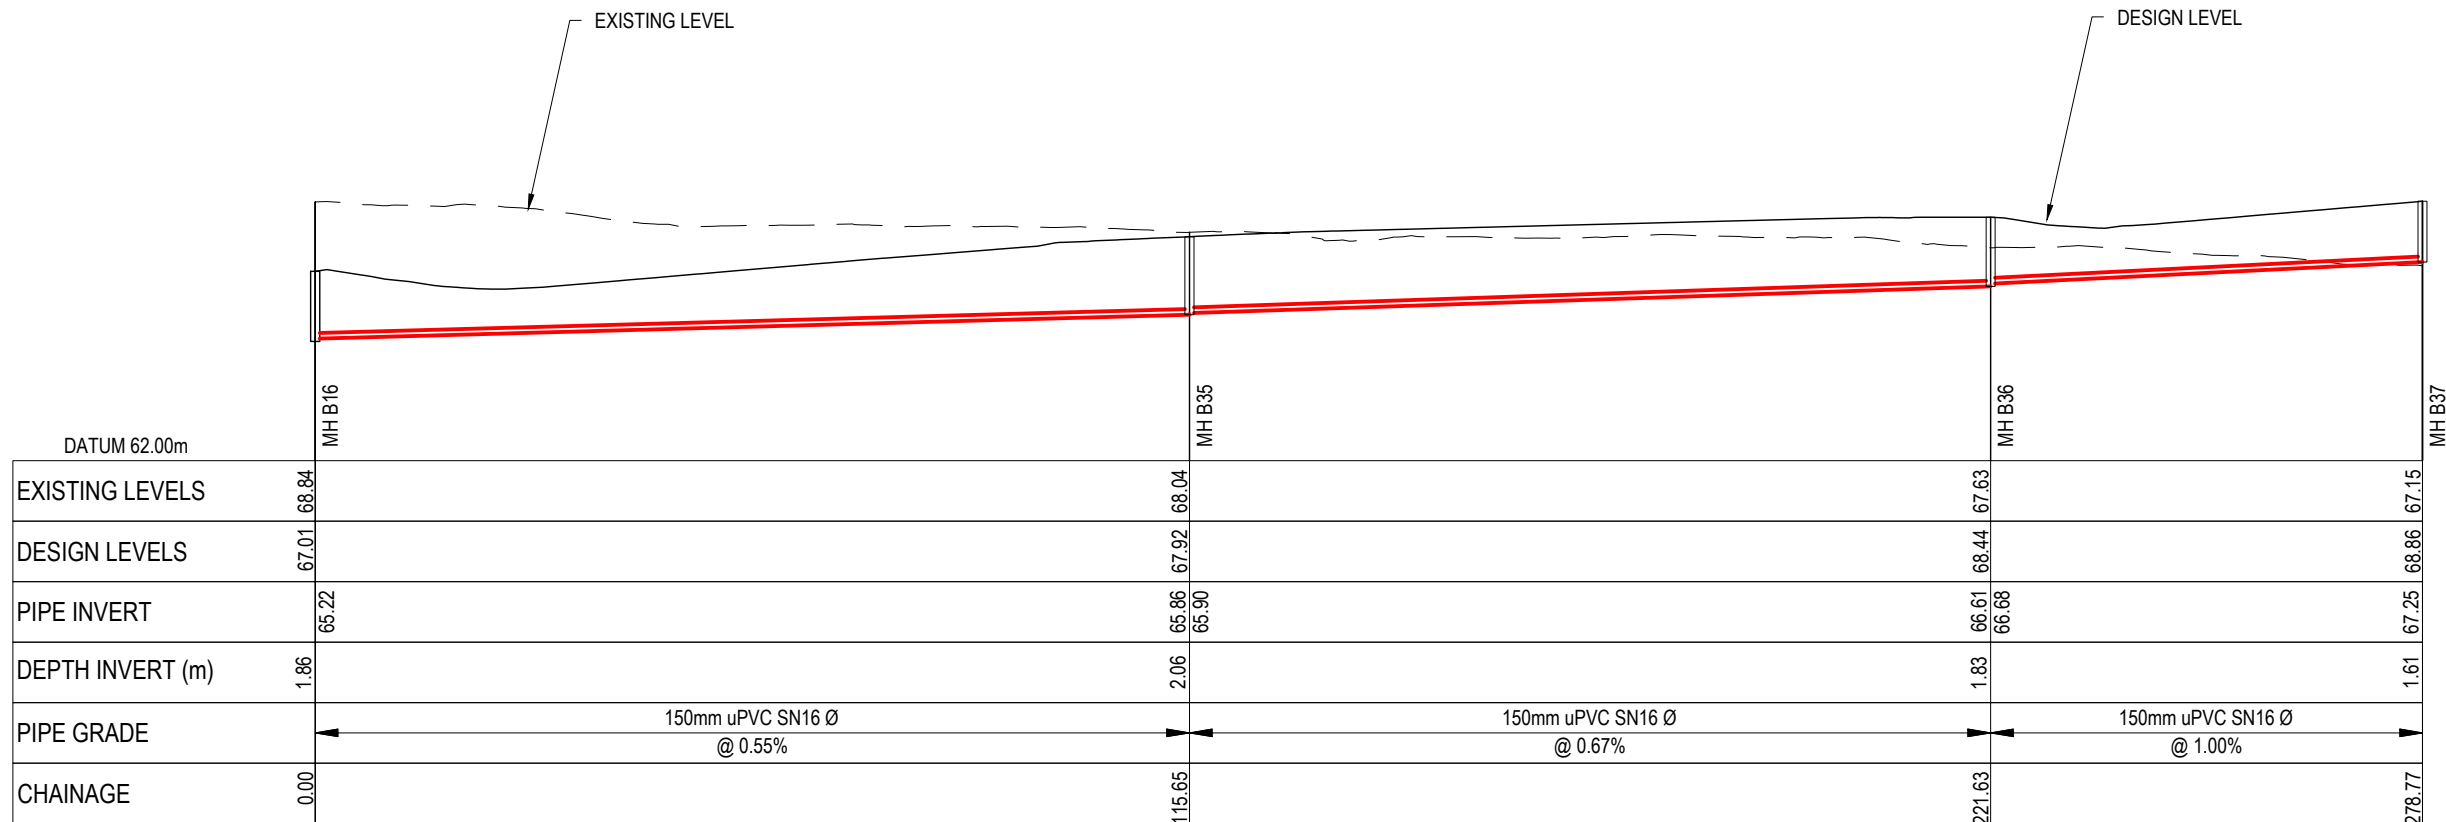 EXISTING LEVEL
DESIGN LEVEL
MH B16
MH B35
MH B36
MH B37
DATUM 62.00m
EXISTING LEVELS 68.84 68.04 67.63 67.15
DESIGN LEVELS 67.01 67.92 68.44 68.86
PIPE INVERT 65.22 65.86 65.90 66.61 66.68 67.25
DEPTH INVERT (m) 1.86 2.06 1.83 1.61
PIPE GRADE
150mm uPVC SN16 Ø
@ 0.55%
150mm uPVC SN16 Ø
@ 0.67%
150mm uPVC SN16 Ø
@ 1.00%
CHAINAGE 0.00 115.65 221.63 278.77